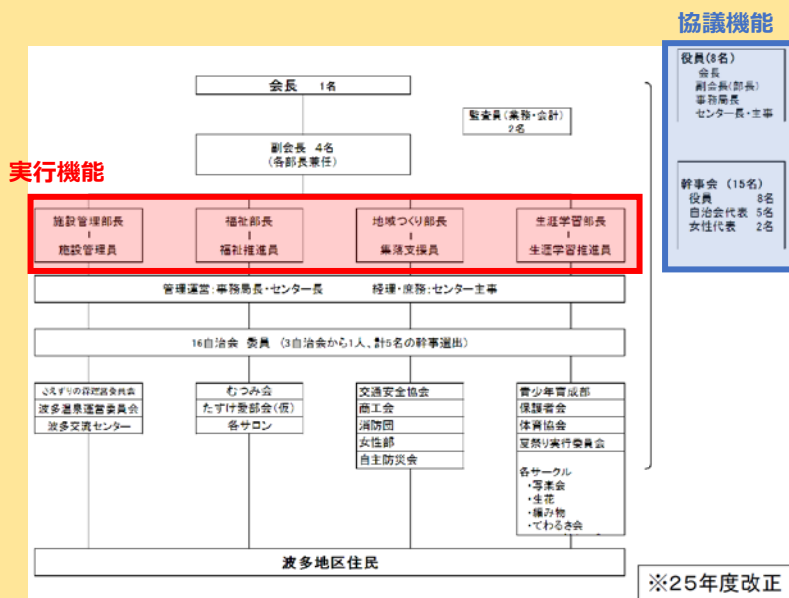 協議機能
役員(8名)
会長
副会長(部長)
事務局長
センター長・主事
会長 1名
監査員(業務・会計)
2名
副会長 4名
(各部長兼任)
幹事会 (15名)
役員 8名
自治会代表 5名
女性代表 2名
実行機能
施設管理部長
施設管理員
福祉部長
福祉推進員
地域つくり部長
集落支援員
生涯学習部長
生涯学習推進員
管理運営:事務局長・センター長 経理・庶務:センター主事
16自治会 委員 (3自治会から1人、計5名の幹事選出)
さえずりの森運営委員会
波多温泉運営委員会
波多交流センター
むつみ会
たすけ愛部会(仮)
各サロン
交通安全協会
商工会
消防団
女性部
自主防災会
青少年育成部
保護者会
体育協会
夏祭り実行委員会
各サークル
・写楽会
・生花
・編み物
・てわるさ会
波多地区住民
※25年度改正